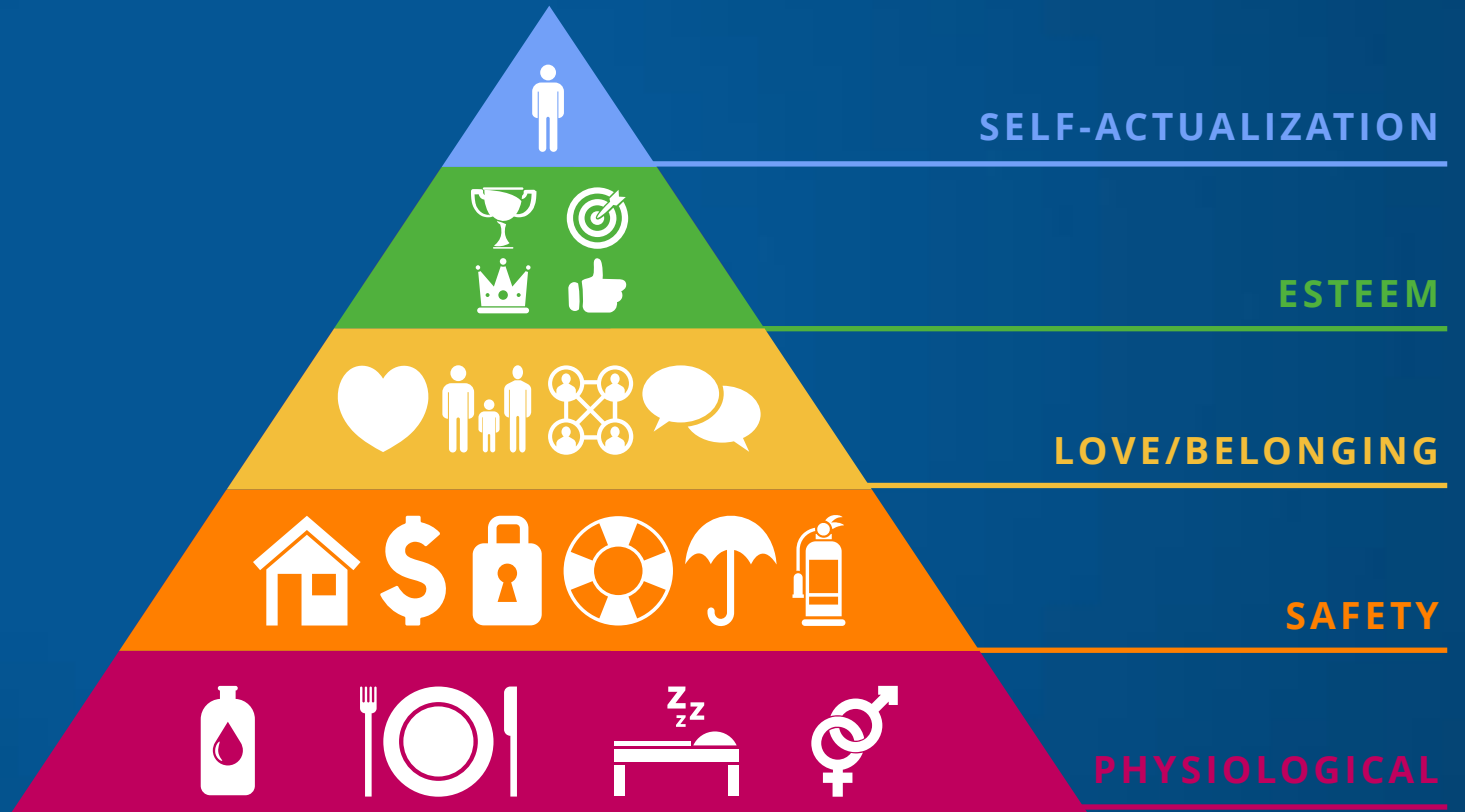 SELF-ACTUALIZATION
ESTEEM
LOVE/BELONGING
$
SAFETY
Z
Z
Z
PHYSIOLOGICAL